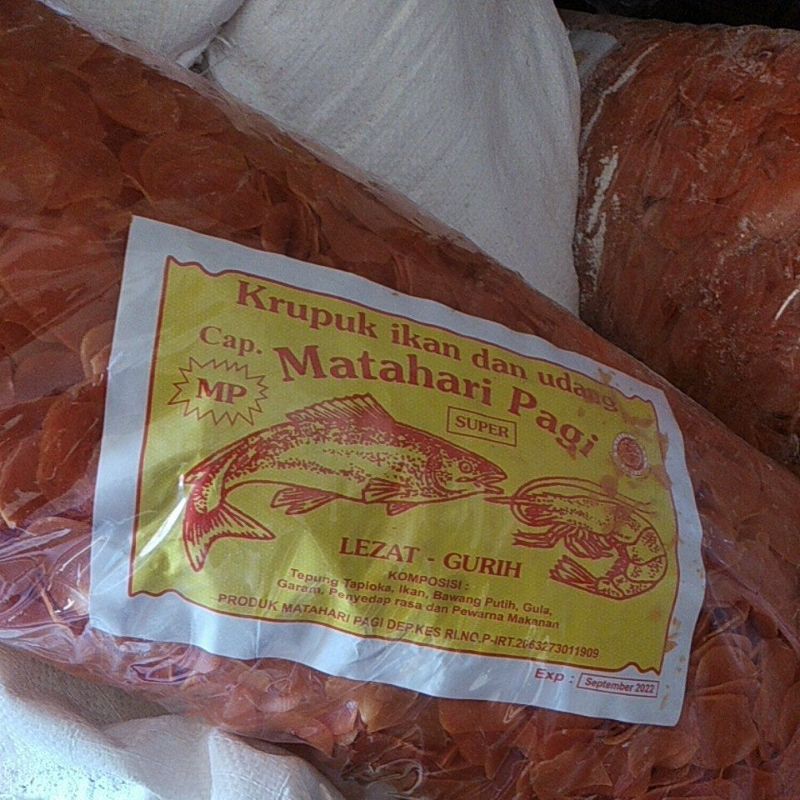 Krupuk ikan dan udang
Cap. Matahari Pagi
MP
SUPER
LEZAT - GURIH
KOMPOSISI :
Tepung Tapioka, Ikan, Bawang Putih, Gula,
Garam, Penyedap rasa dan Pewarna Makanan
PRODUK MATAHARI PAGI DEP.KES RI.NO.P-IRT.2063273011909
Exp : September 2022